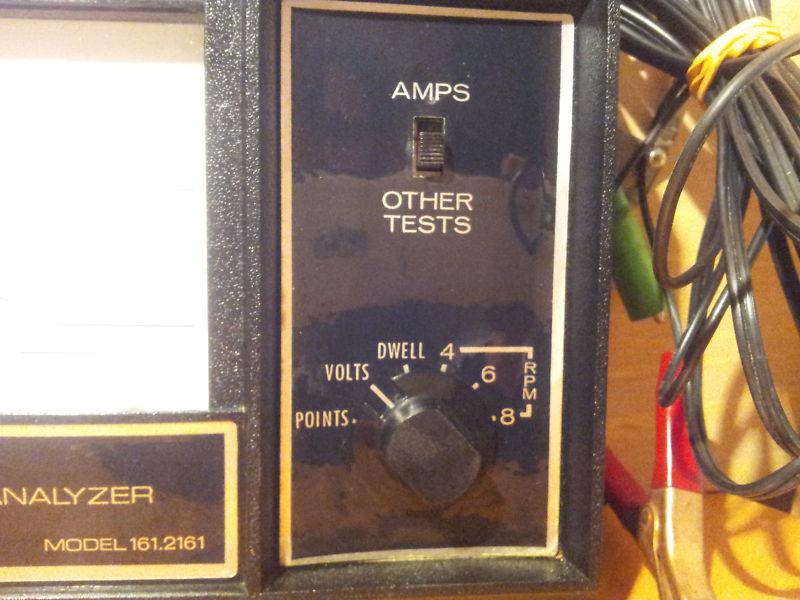 AMPS
OTHER
TESTS
DWELL 4
VOLTS 6
RPM
POINTS 8
ANALYZER
MODEL 161.2161